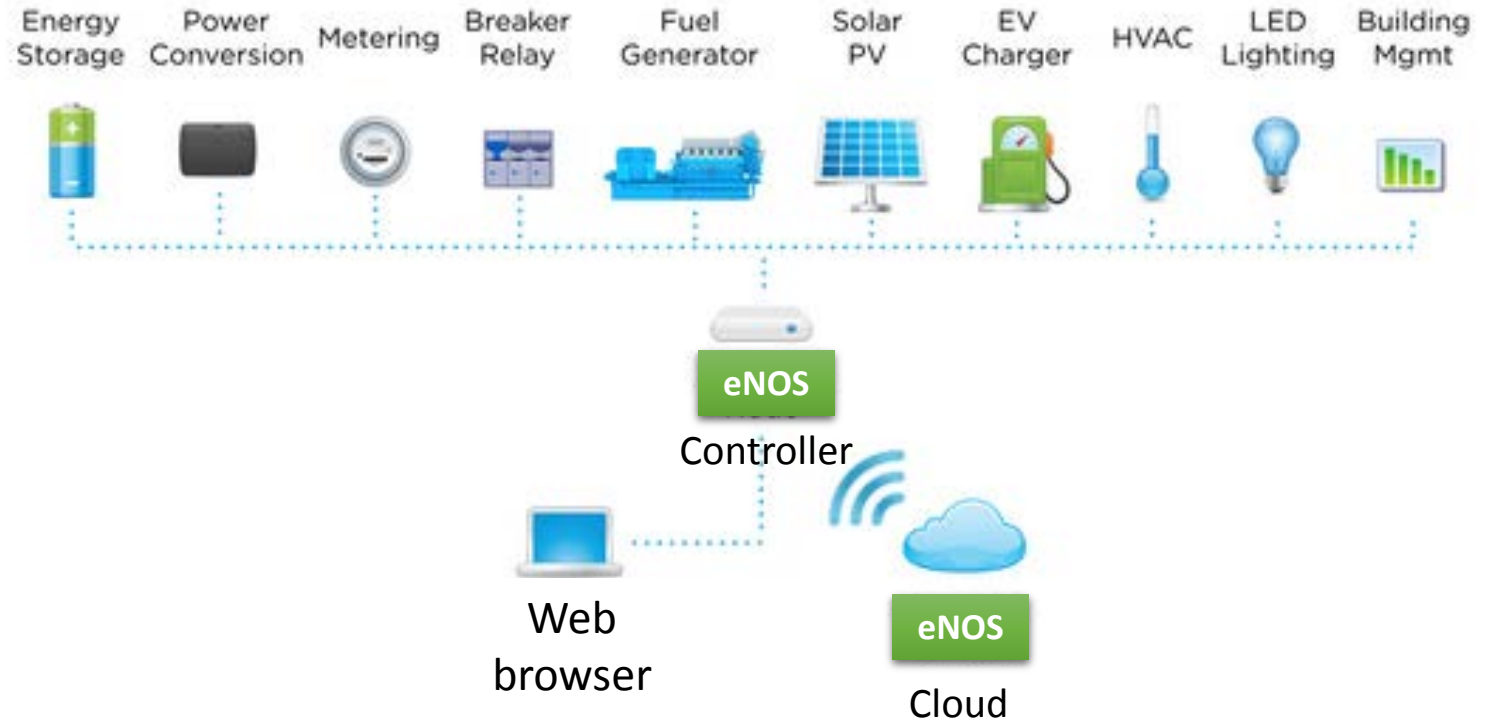 Energy
Storage
Power
Conversion
Metering
Breaker
Relay
Fuel
Generator
Solar
PV
EV
Charger
HVAC
LED
Lighting
Building
Mgmt
eNOS
Controller
Web
browser
eNOS
Cloud